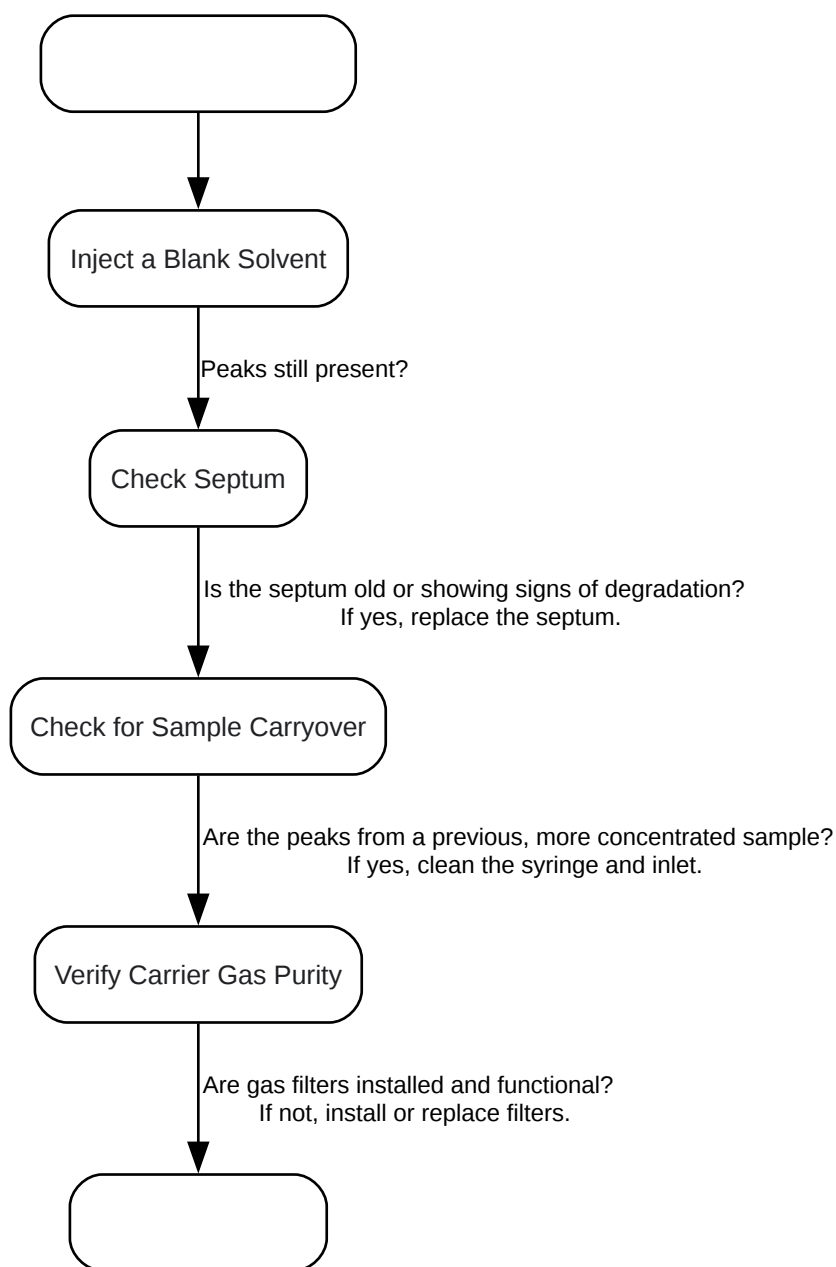 Inject a Blank Solvent
Peaks still present?
Check Septum
Is the septum old or showing signs of degradation?
If yes, replace the septum.
Check for Sample Carryover
Are the peaks from a previous, more concentrated sample?
If yes, clean the syringe and inlet.
Verify Carrier Gas Purity
Are gas filters installed and functional?
If not, install or replace filters.